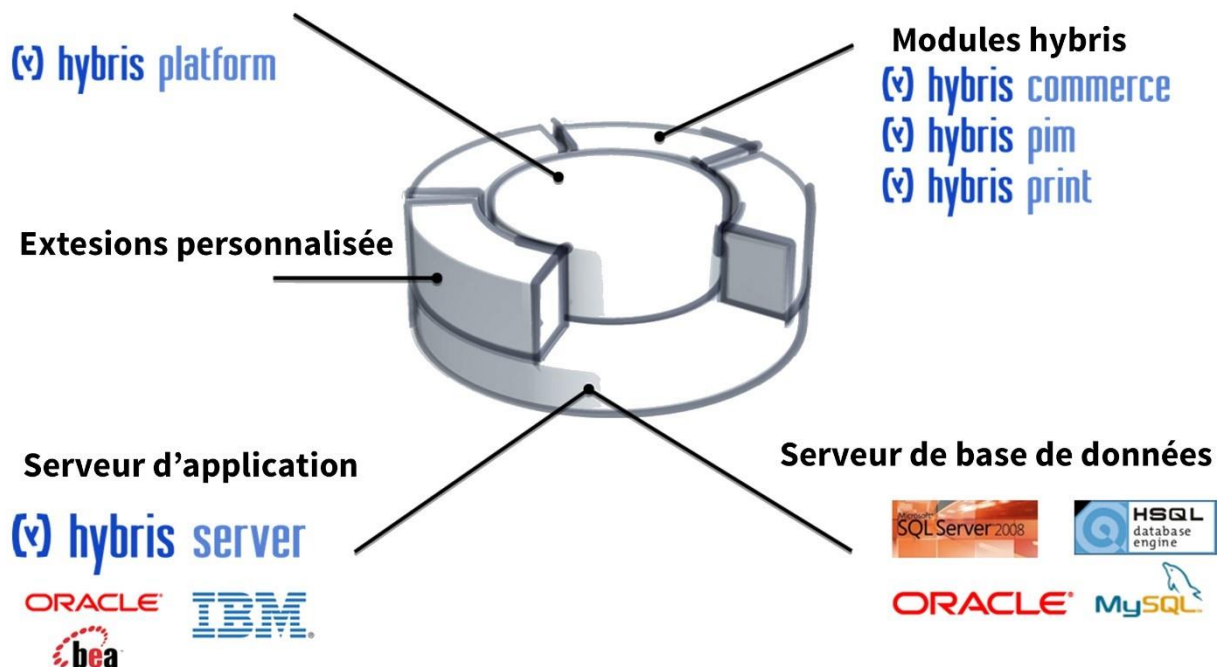 hybris platform
Modules hybris
hybris commerce
hybris pim
hybris print
Extesions personnalisée
Serveur d’application
hybris server
ORACLE®
IBM®
bea
Serveur de base de données
Microsoft®
SQL Server 2008
HSQL
database
engine
ORACLE®
MySQL